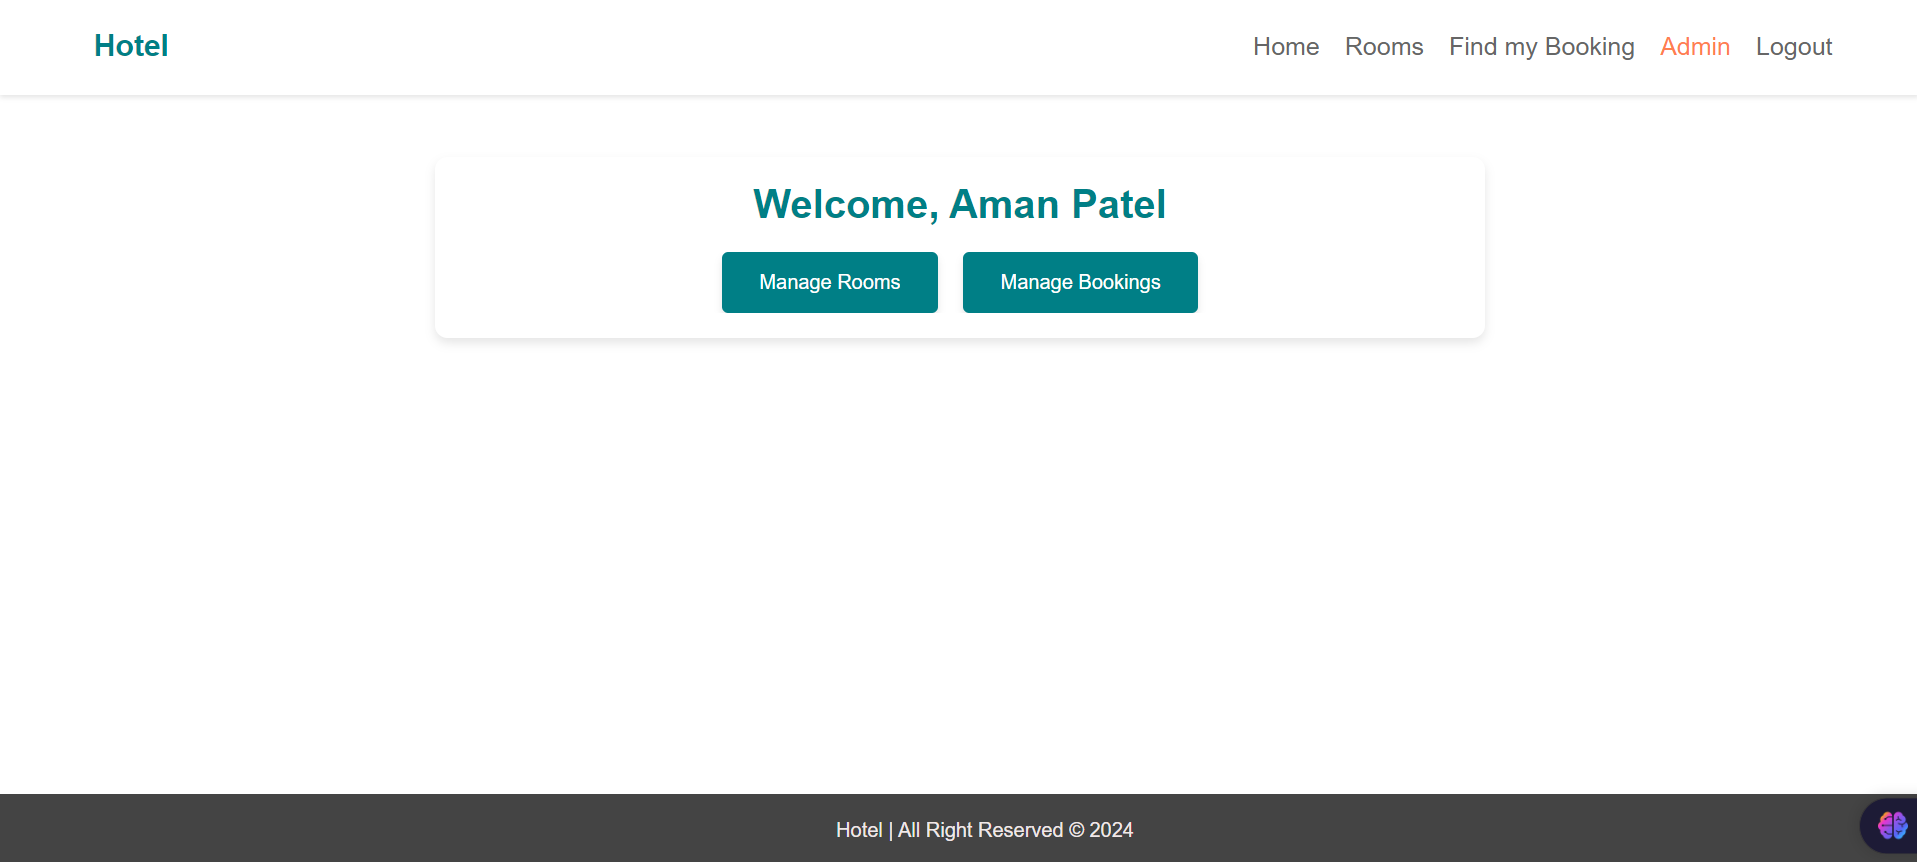 Hotel
Home Rooms Find my Booking Admin Logout
Welcome, Aman Patel
Manage Rooms Manage Bookings
Hotel | All Right Reserved © 2024